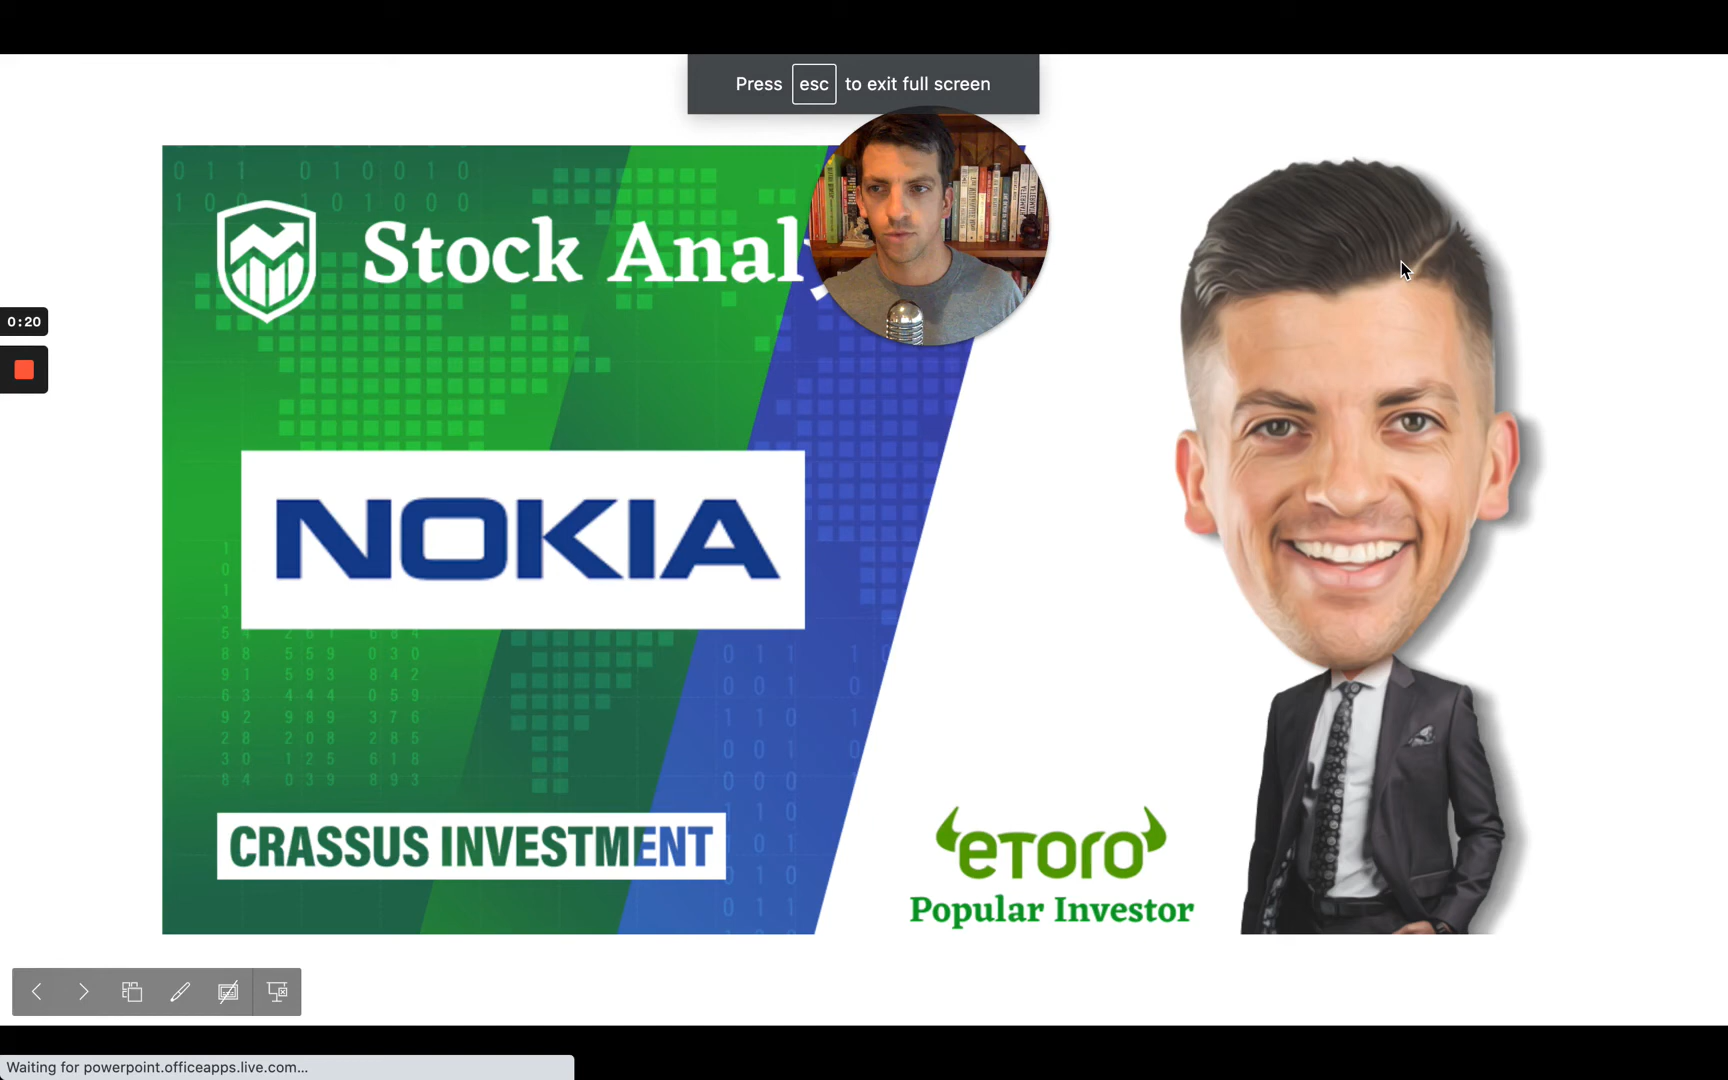 Press esc to exit full screen
Stock Anal
0:20
NOKIA
CRASSUS INVESTMENT
eToro
Popular Investor
Waiting for powerpoint.officeapps.live.com...